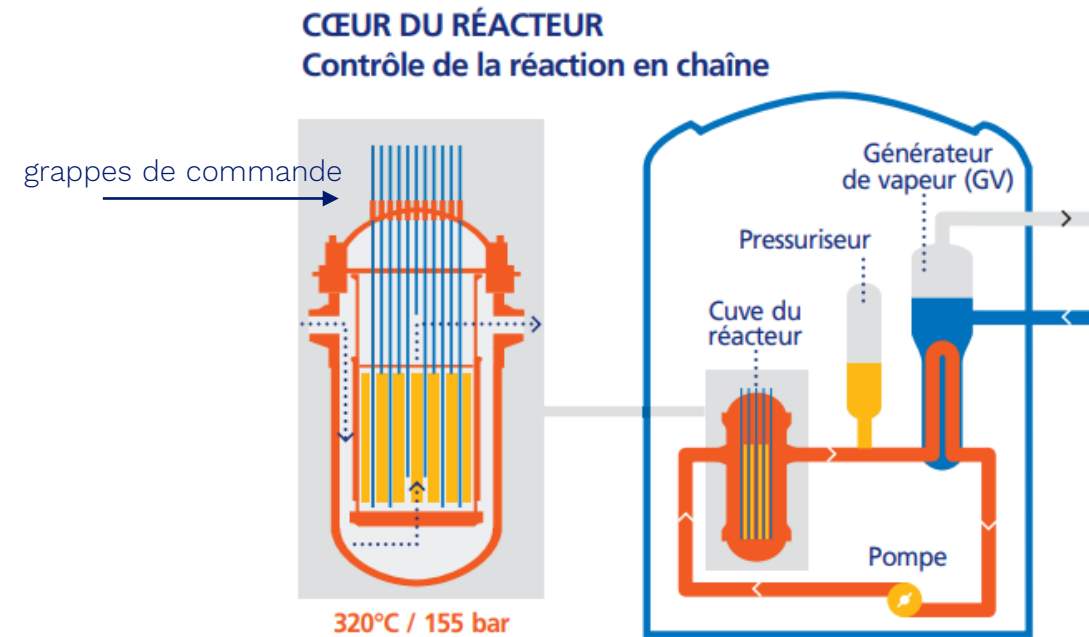 CŒUR DU RÉACTEUR
Contrôle de la réaction en chaîne
grappes de commande
Générateur
de vapeur (GV)
Pressuriseur
Cuve du
réacteur
Pompe
320°C / 155 bar